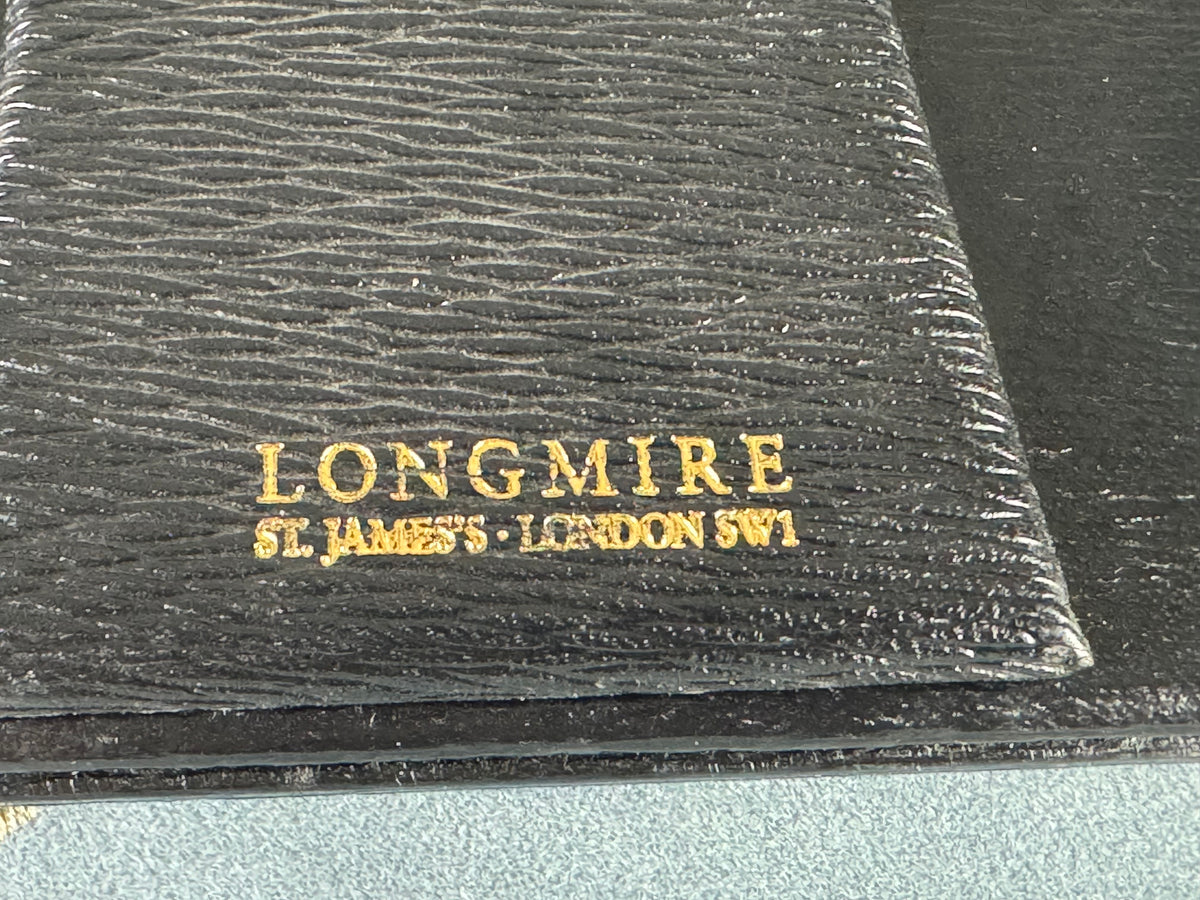 LONGMIRE
ST. JAMES'S · LONDON SW1